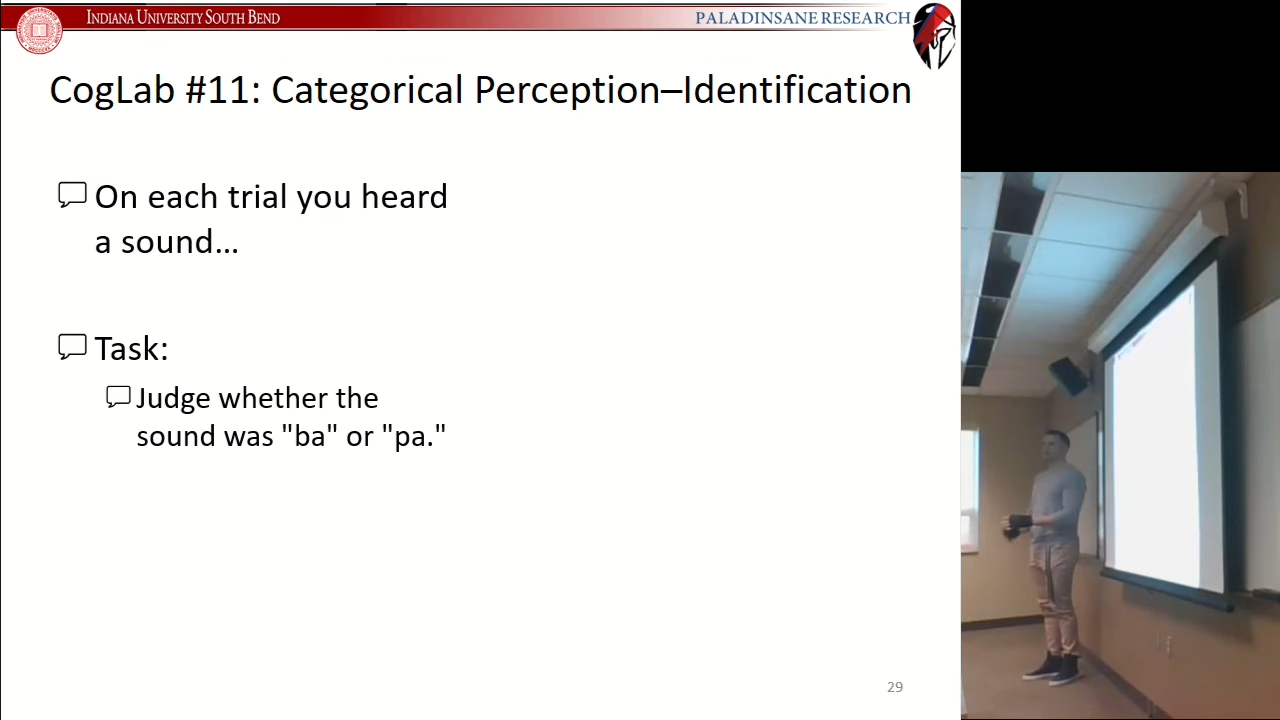 INDIANA UNIVERSITY SOUTH BEND
PALADINSANE RESEARCH
CogLab #11: Categorical Perception–Identification
On each trial you heard
a sound…
Task:
Judge whether the
sound was "ba" or "pa."
29